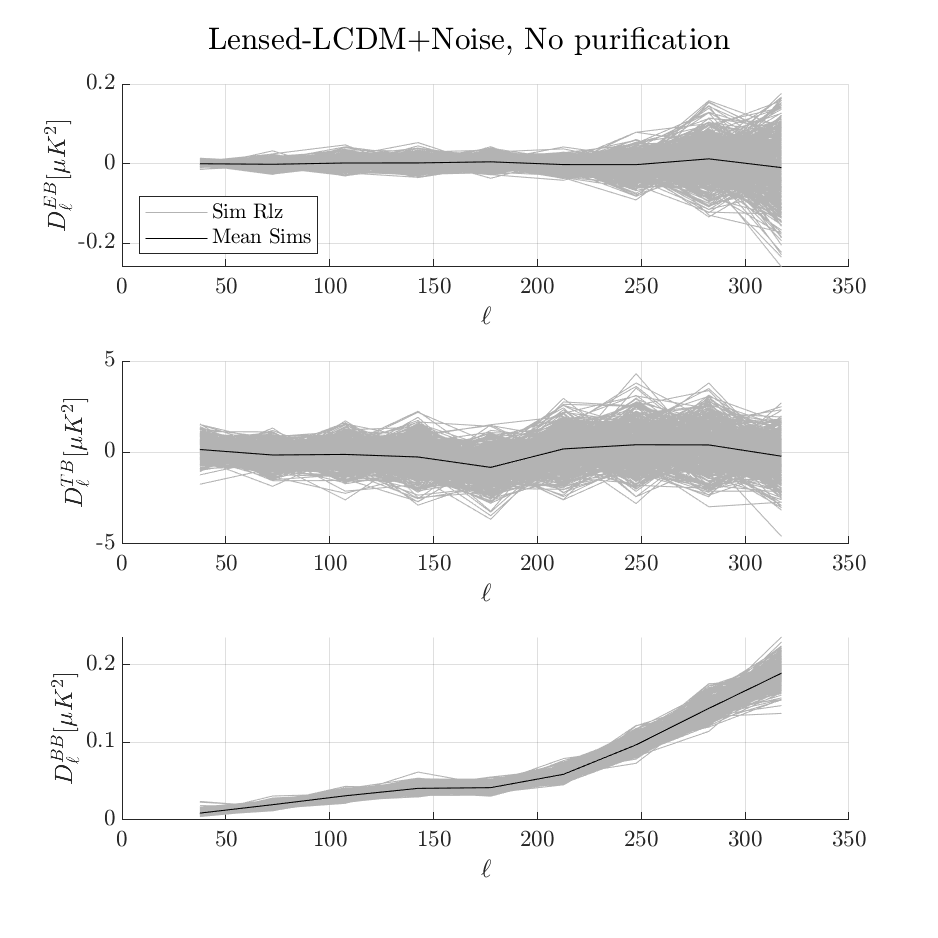 Lensed-LCDM+Noise, No purification
0.2
0
-0.2
D_ℓ^{EB}[μK^2]
Sim Rlz
Mean Sims
0 50 100 150 200 250 300 350
ℓ
5
0
-5
D_ℓ^{TB}[μK^2]
0 50 100 150 200 250 300 350
ℓ
0.2
0.1
0
D_ℓ^{BB}[μK^2]
0 50 100 150 200 250 300 350
ℓ